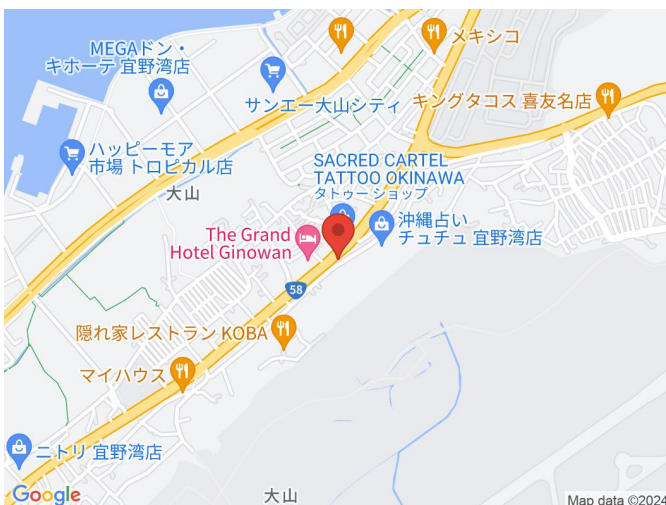 MEGAドン・
キホーテ 宜野湾店
メキシコ
サンエー大山シティ
キングタコス 喜友名店
ハッピーモア
市場 トロピカル店
SACRED CARTEL
TATTOO OKINAWA
タトゥーショップ
大山
The Grand
Hotel Ginowan
沖縄占い
チュチュ 宜野湾店
58
隠れ家レストラン KOBA
マイハウス
ニトリ 宜野湾店
Google
大山
Map data ©2024